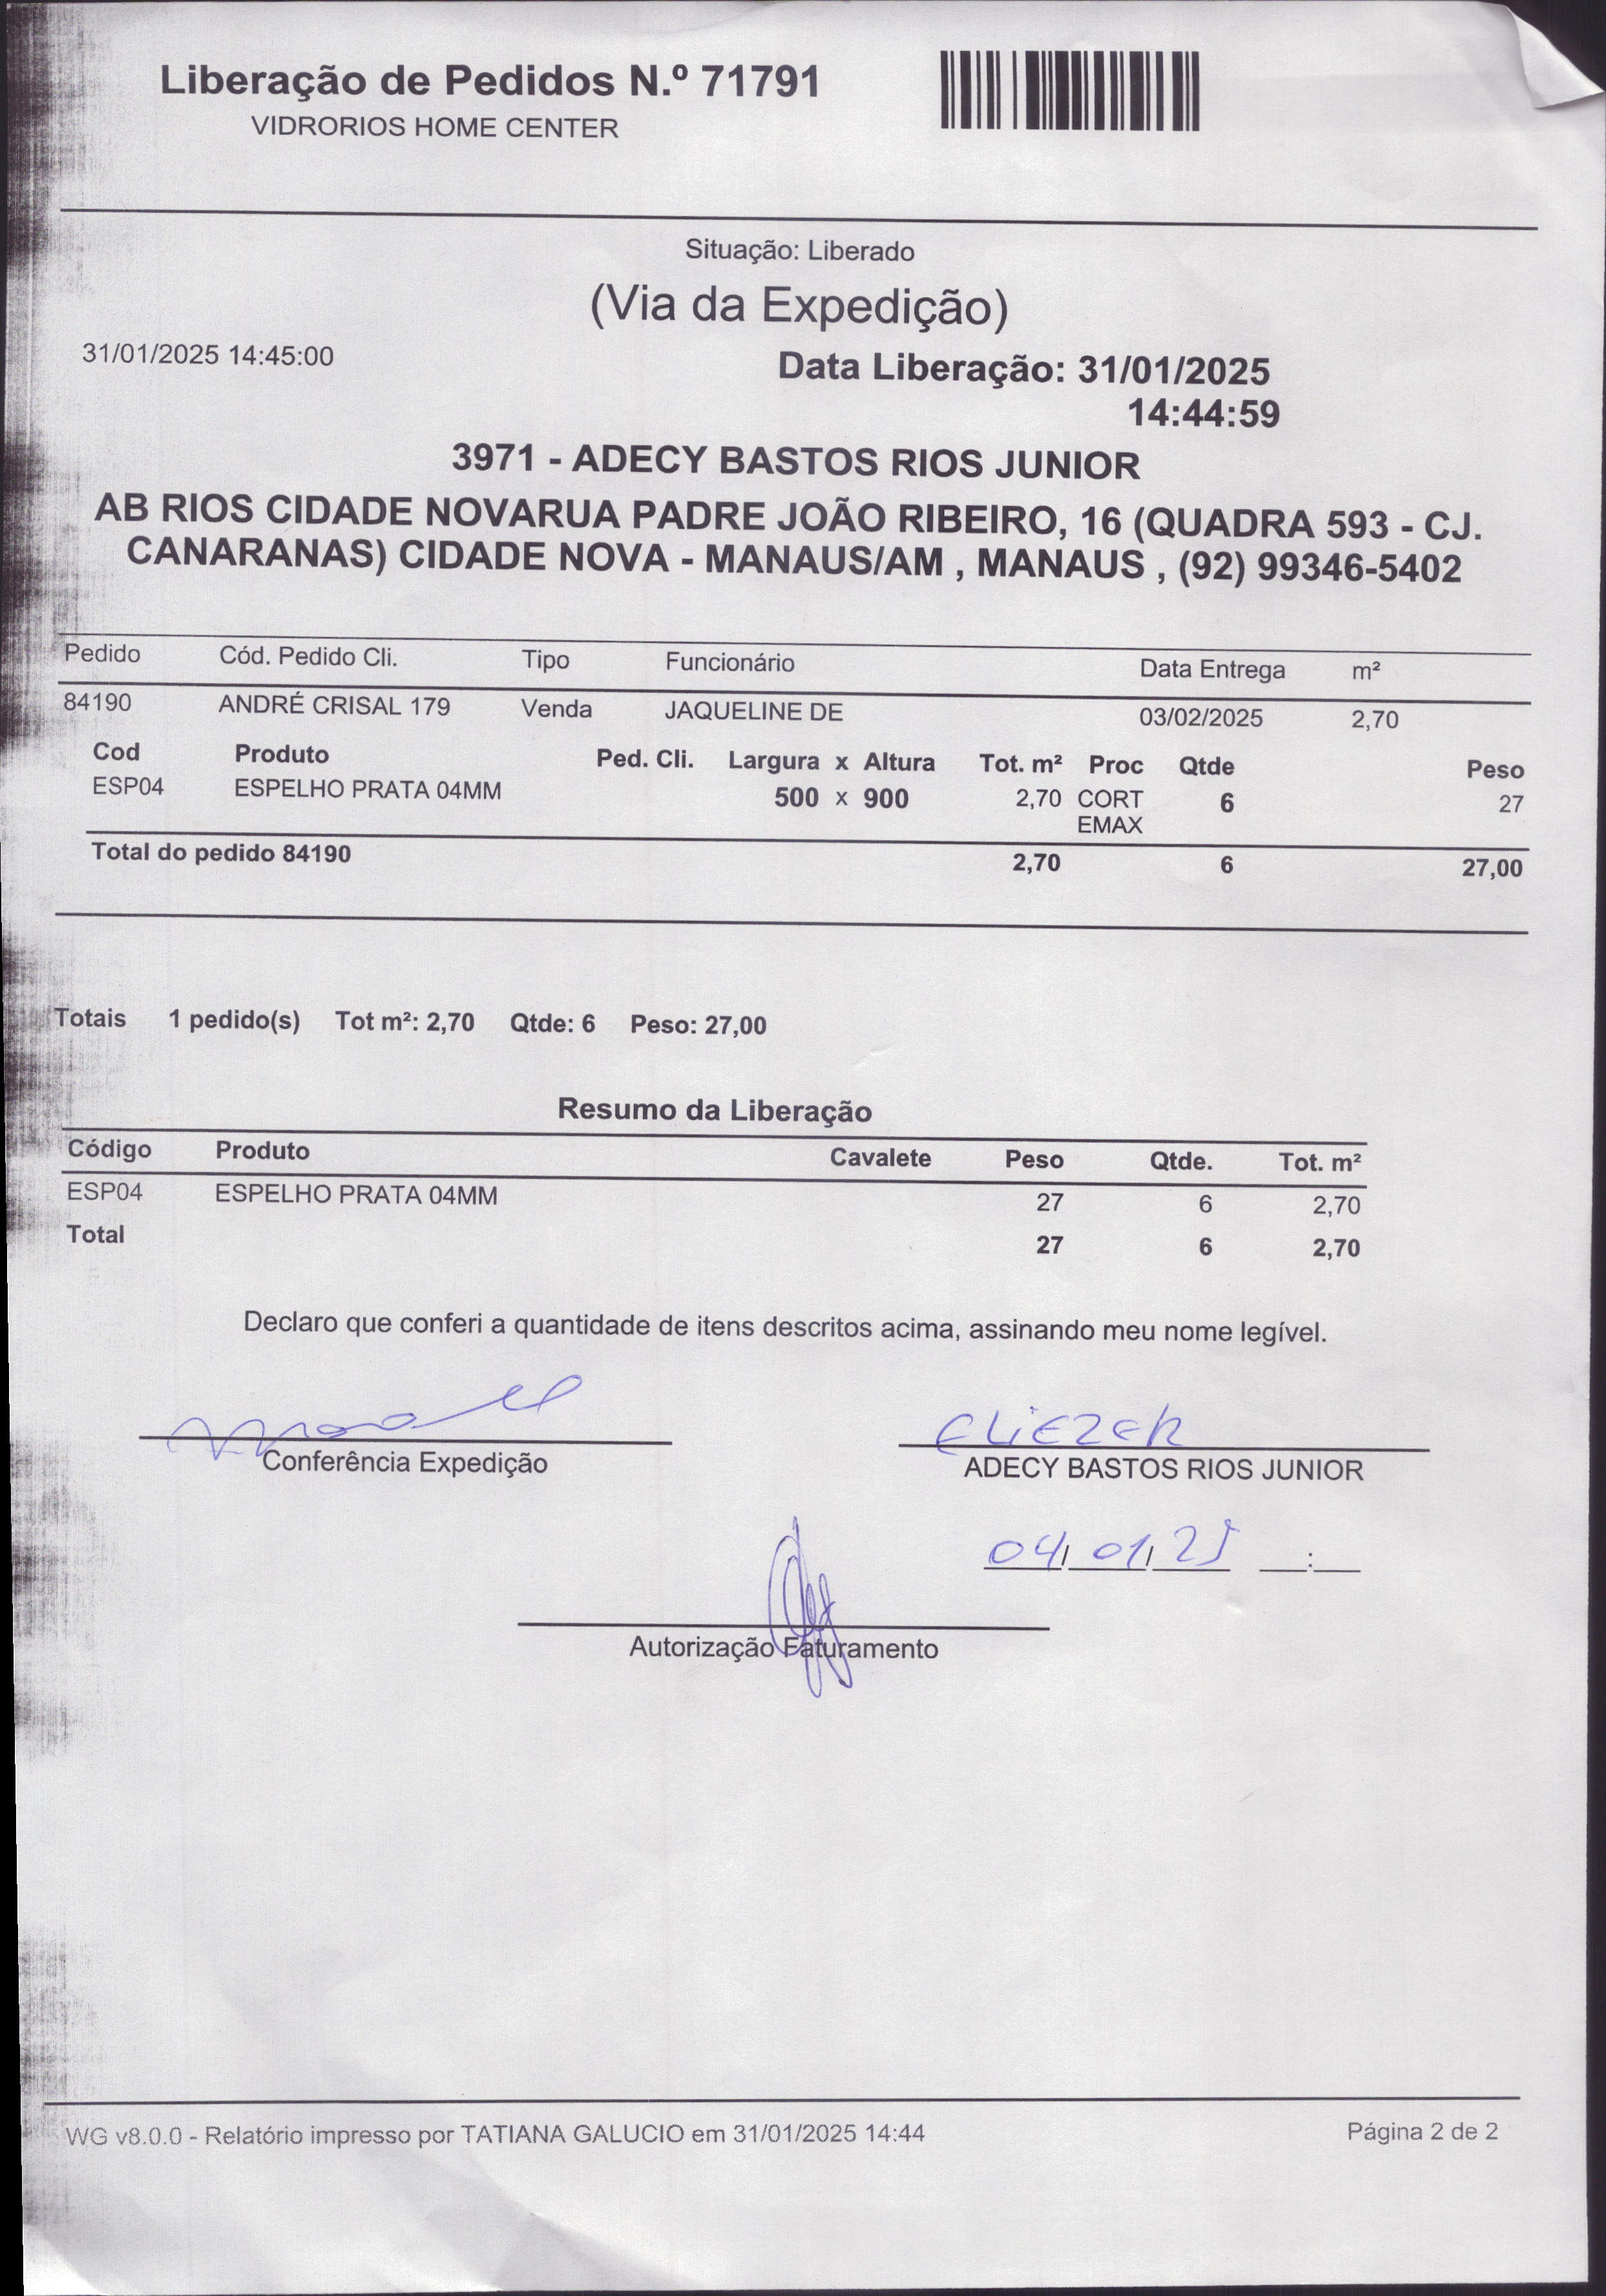 Liberação de Pedidos N.º 71791
VIDRORIOS HOME CENTER
Situação: Liberado
(Via da Expedição)
31/01/2025 14:45:00
Data Liberação: 31/01/2025
14:44:59
3971 - ADECY BASTOS RIOS JUNIOR
AB RIOS CIDADE NOVARUA PADRE JOÃO RIBEIRO, 16 (QUADRA 593 - CJ.
CANARANAS) CIDADE NOVA - MANAUS/AM , MANAUS , (92) 99346-5402
Pedido Cód. Pedido Cli. Tipo Funcionário Data Entrega m²
84190 ANDRÉ CRISAL 179 Venda JAQUELINE DE 03/02/2025 2,70
Cod Produto Ped. Cli. Largura x Altura Tot. m² Proc Qtde Peso
ESP04 ESPELHO PRATA 04MM 500 x 900 2,70 CORT 6 27
EMAX
Total do pedido 84190 2,70 6 27,00
Totais 1 pedido(s) Tot m²: 2,70 Qtde: 6 Peso: 27,00
Resumo da Liberação
Código Produto Cavalete Peso Qtde. Tot. m²
ESP04 ESPELHO PRATA 04MM 27 6 2,70
Total 27 6 2,70
Declaro que conferi a quantidade de itens descritos acima, assinando meu nome legível.
ELiEZER
Conferência Expedição ADECY BASTOS RIOS JUNIOR
04/01/25 __:__
Autorização Faturamento
WG v8.0.0 - Relatório impresso por TATIANA GALUCIO em 31/01/2025 14:44 Página 2 de 2